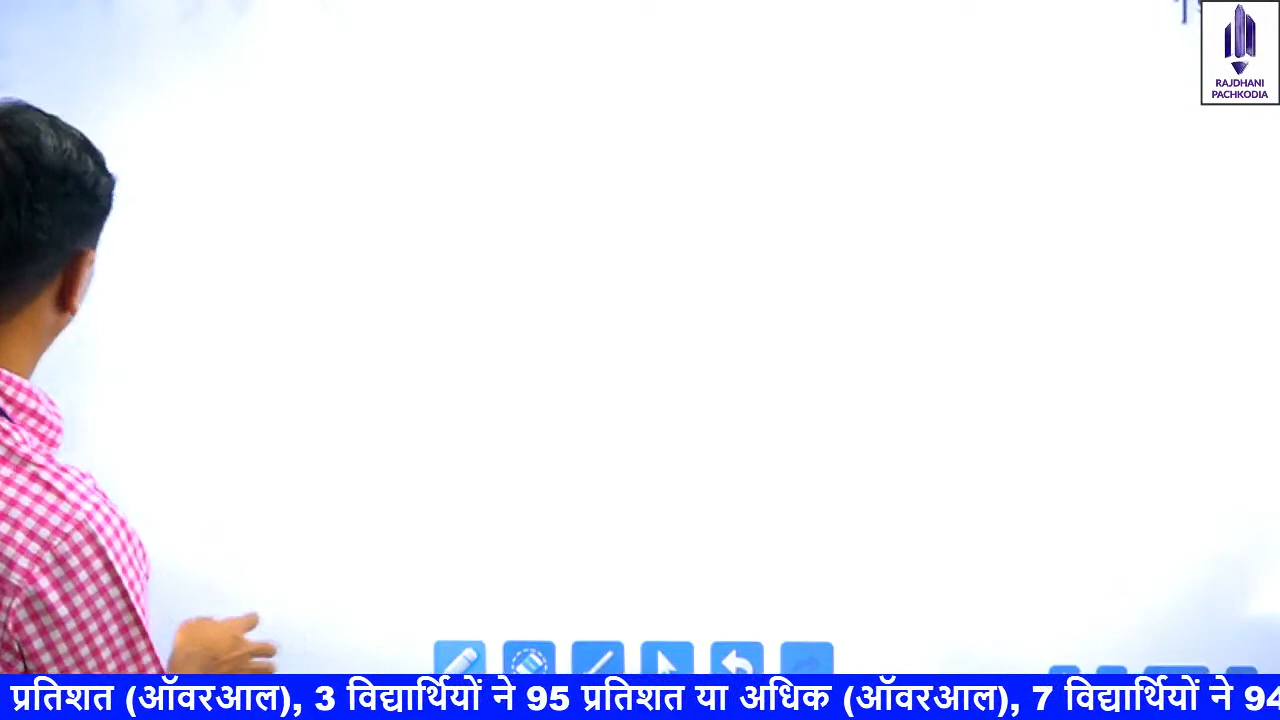 RAJDHANI
PACHKODIA
प्रतिशत (ऑवरआल), 3 विद्यार्थियों ने 95 प्रतिशत या अधिक (ऑवरआल), 7 विद्यार्थियों ने 94